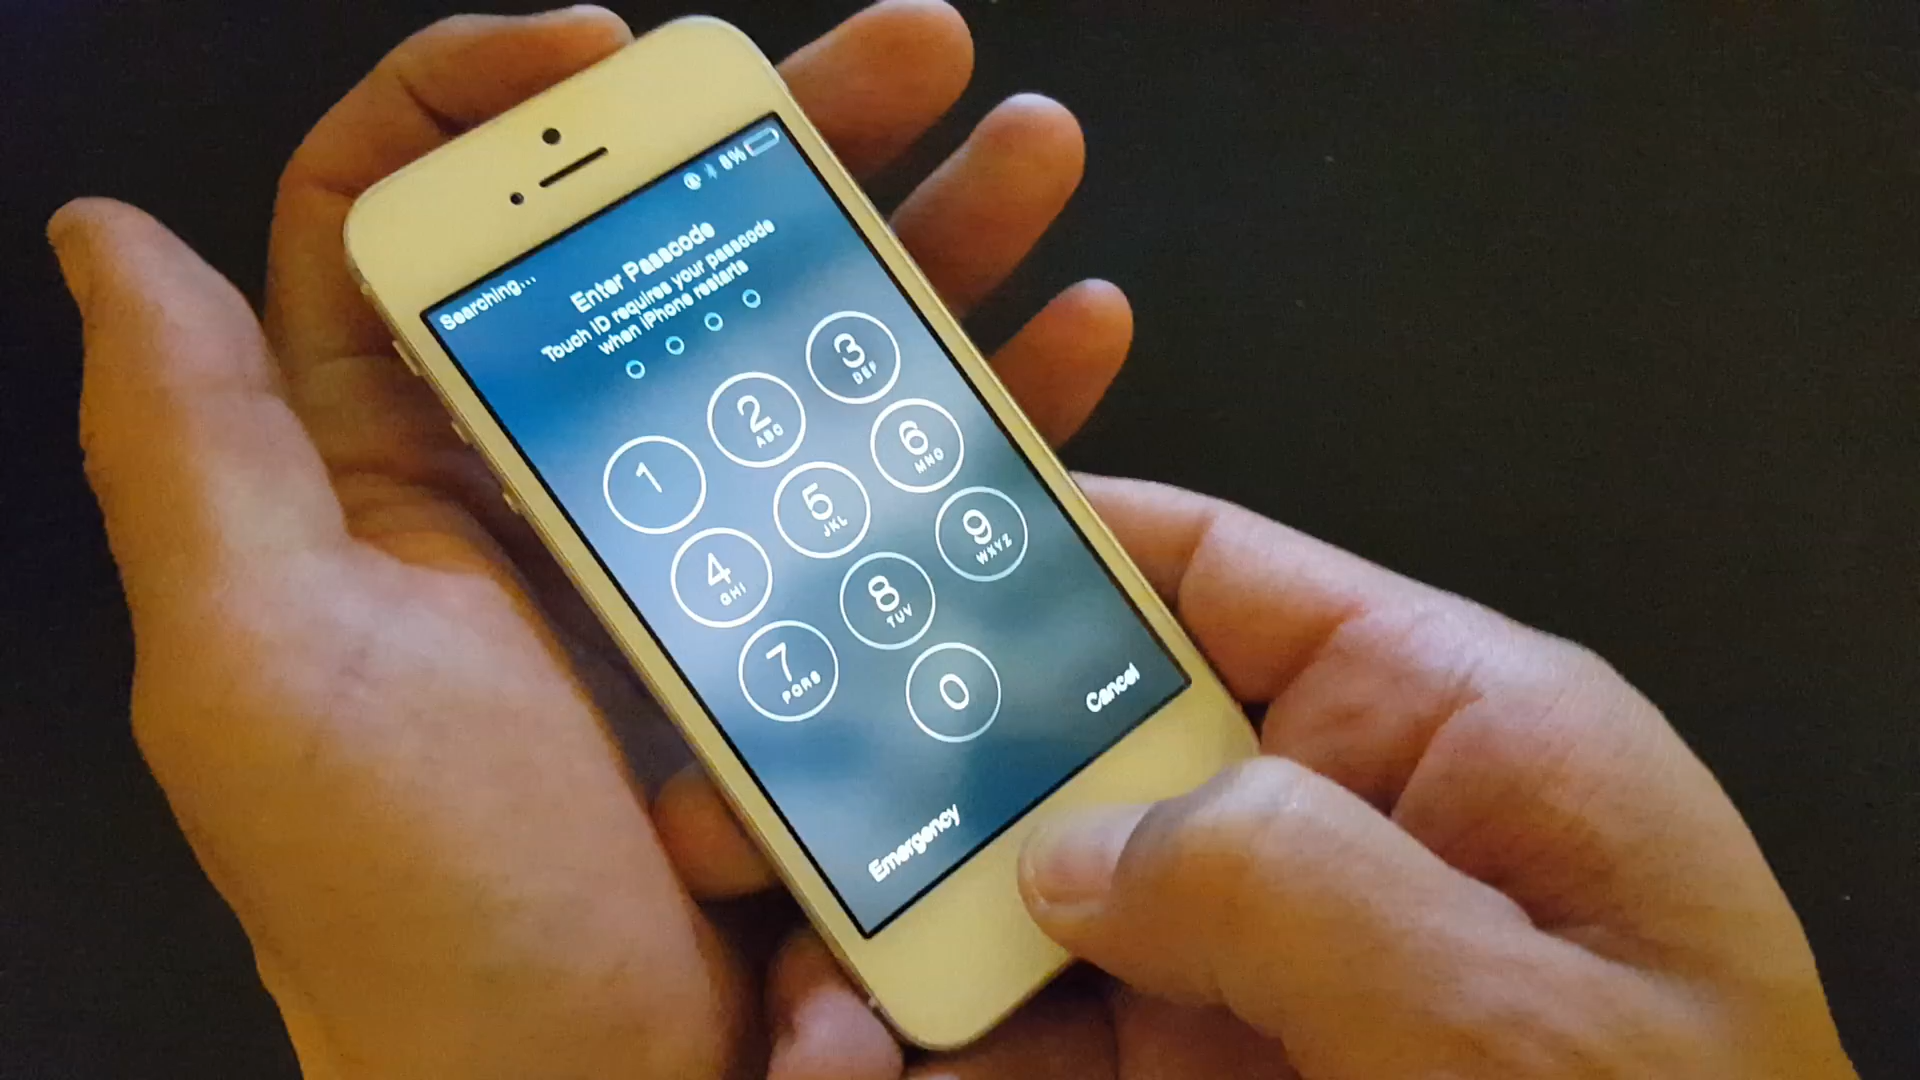 Searching... 8%
Enter Passcode
Touch ID requires your passcode
when iPhone restarts
1
2
ABC
3
DEF
4
GHI
5
JKL
6
MNO
7
PQRS
8
TUV
9
WXYZ
0
Emergency
Cancel